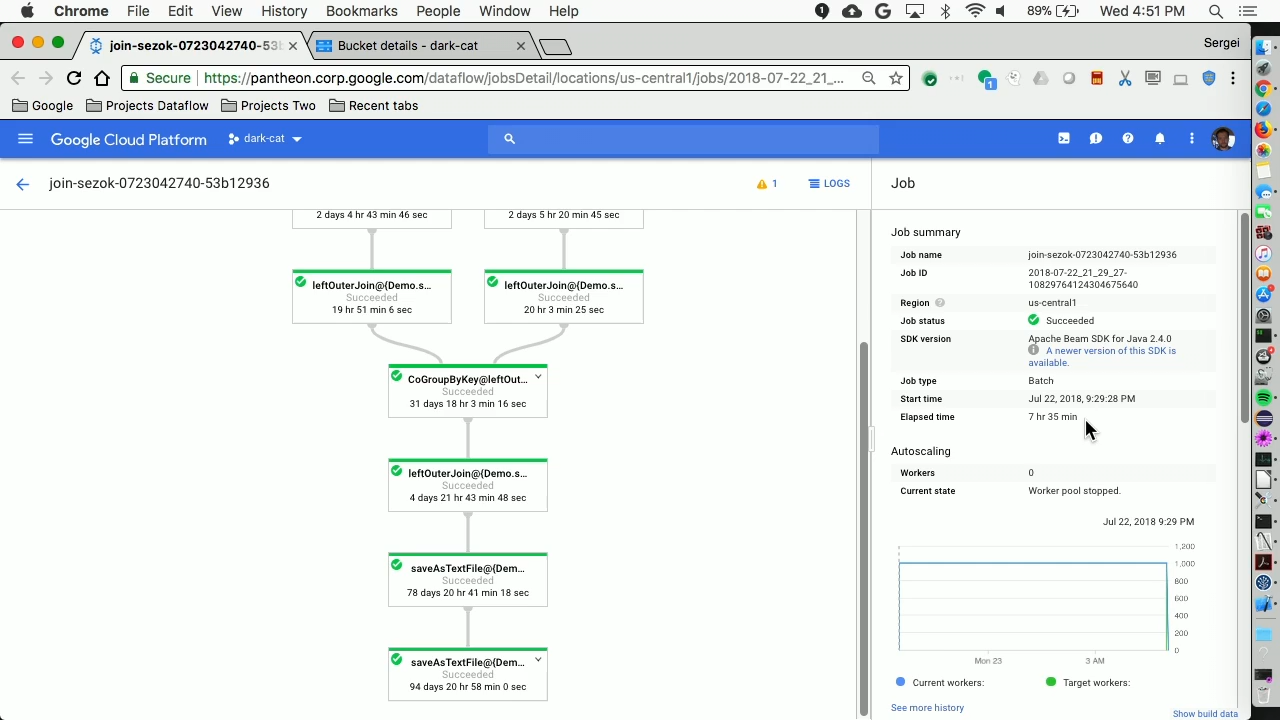 Chrome File Edit View History Bookmarks People Window Help 89% Wed 4:51 PM
join-sezok-0723042740-53b Bucket details - dark-cat Sergei
Secure https://pantheon.corp.google.com/dataflow/jobsDetail/locations/us-central1/jobs/2018-07-22_21_...
Google Projects Dataflow Projects Two Recent tabs
Google Cloud Platform dark-cat
join-sezok-0723042740-53b12936 1 LOGS
2 days 4 hr 43 min 46 sec 2 days 5 hr 20 min 45 sec
leftOuterJoin@{Demo.s... leftOuterJoin@{Demo.s...
Succeeded Succeeded
19 hr 51 min 6 sec 20 hr 3 min 25 sec
CoGroupByKey@leftOut...
Succeeded
31 days 18 hr 3 min 16 sec
leftOuterJoin@{Demo.s...
Succeeded
4 days 21 hr 43 min 48 sec
saveAsTextFile@{Dem...
Succeeded
78 days 20 hr 41 min 18 sec
saveAsTextFile@{Dem...
Succeeded
94 days 20 hr 58 min 0 sec
Job
Job summary
Job name join-sezok-0723042740-53b12936
Job ID 2018-07-22_21_29_27-
10829764124304675640
Region us-central1
Job status Succeeded
SDK version Apache Beam SDK for Java 2.4.0
A newer version of this SDK is
available.
Job type Batch
Start time Jul 22, 2018, 9:29:28 PM
Elapsed time 7 hr 35 min
Autoscaling
Workers 0
Current state Worker pool stopped.
Jul 22, 2018 9:29 PM
1,200
1,000
800
600
400
200
0
Mon 23 3 AM
Current workers: Target workers:
See more history
Show build data